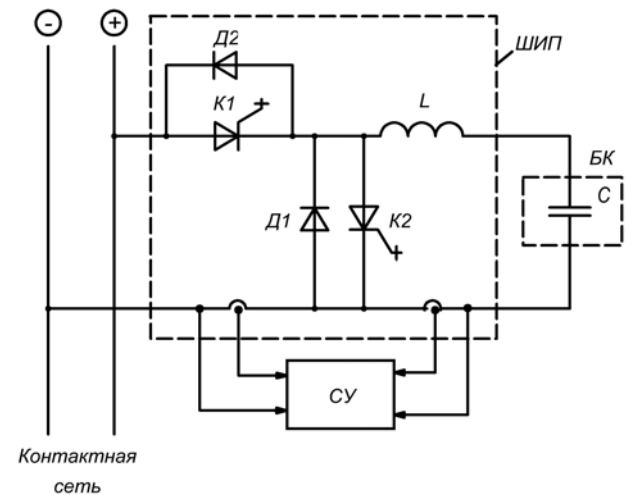 - +
Д2
ШИП
К1
L
БК
С
Д1
К2
СУ
Контактная
сеть